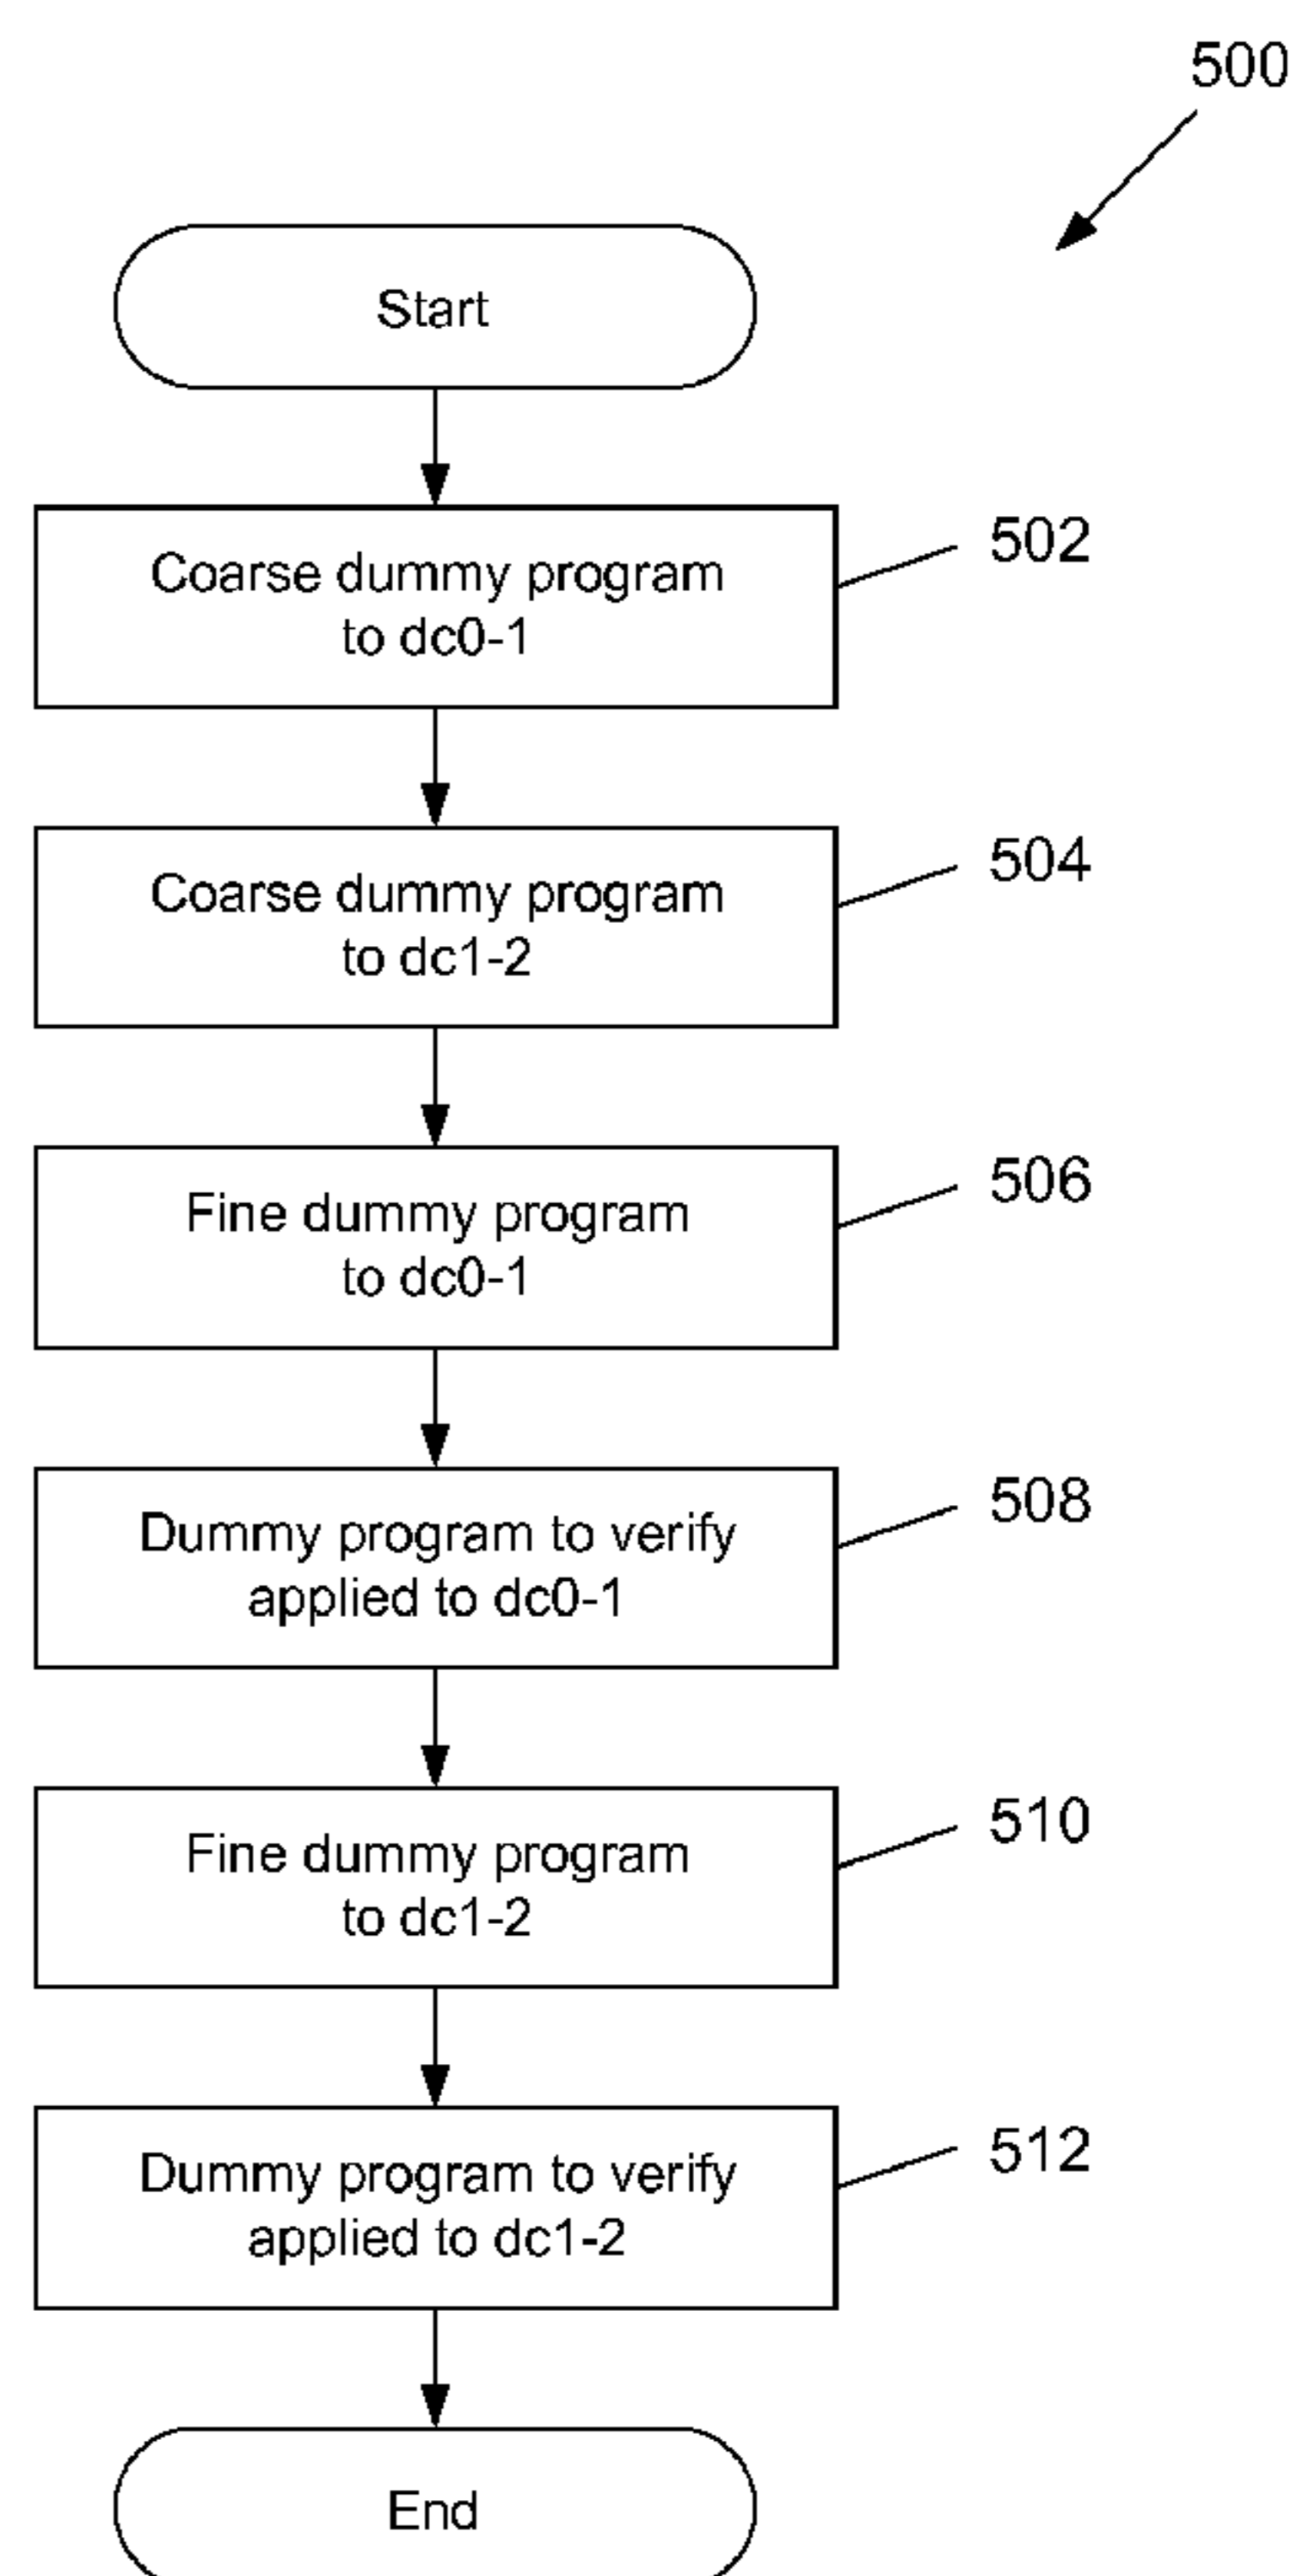 500
Start
Coarse dummy program
to dc0-1
502
Coarse dummy program
to dc1-2
504
Fine dummy program
to dc0-1
506
Dummy program to verify
applied to dc0-1
508
Fine dummy program
to dc1-2
510
Dummy program to verify
applied to dc1-2
512
End